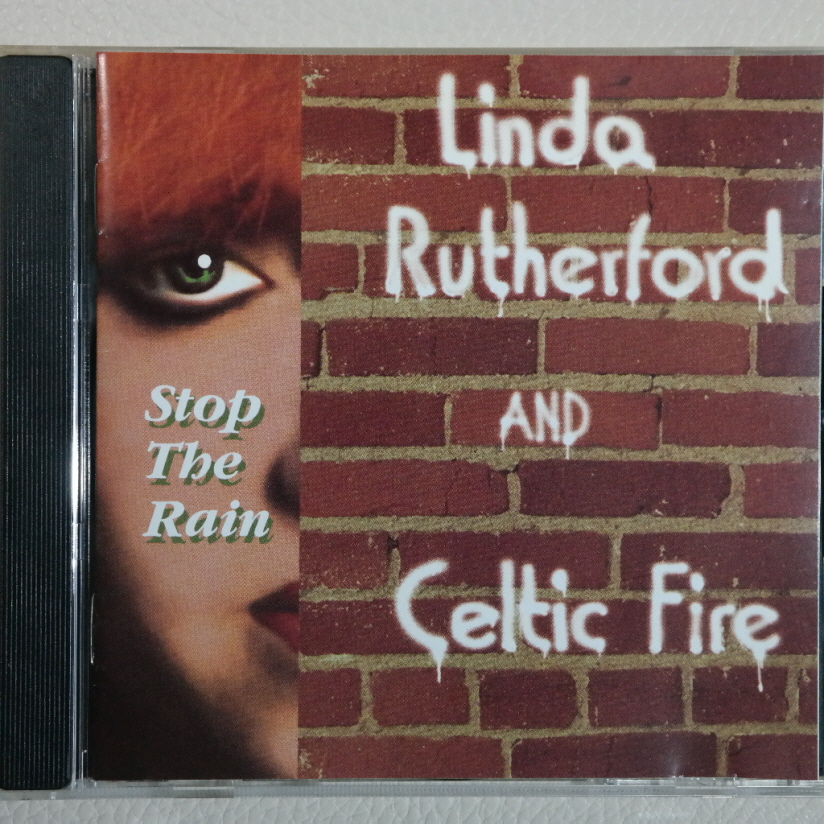 Linda
Rutherford
AND
Celtic Fire
Stop
The
Rain